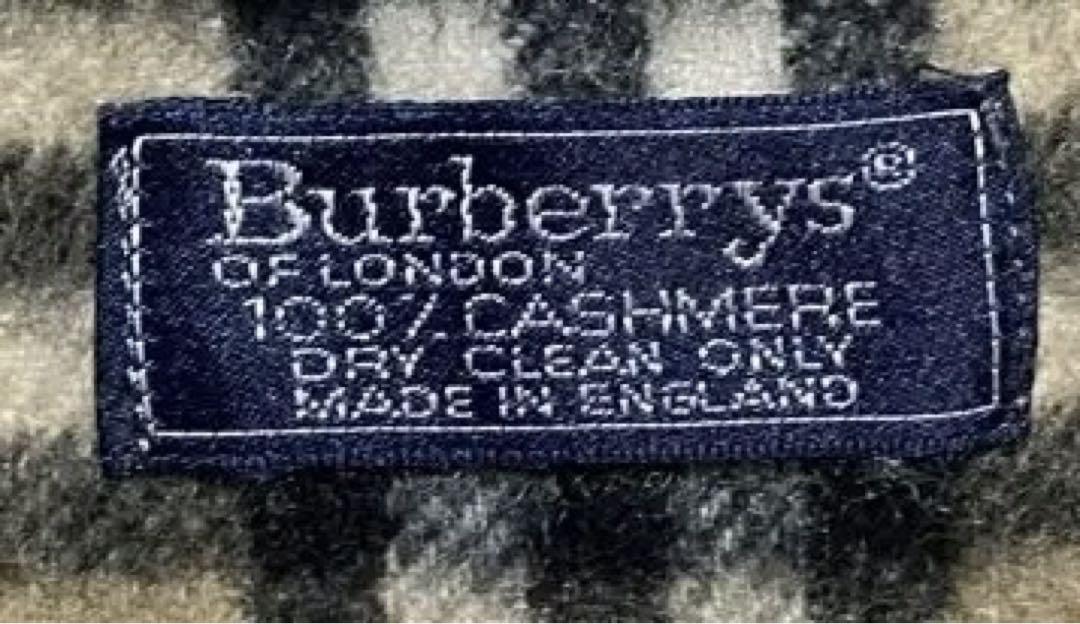 Burberrys®
OF LONDON
100% CASHMERE
DRY CLEAN ONLY
MADE IN ENGLAND